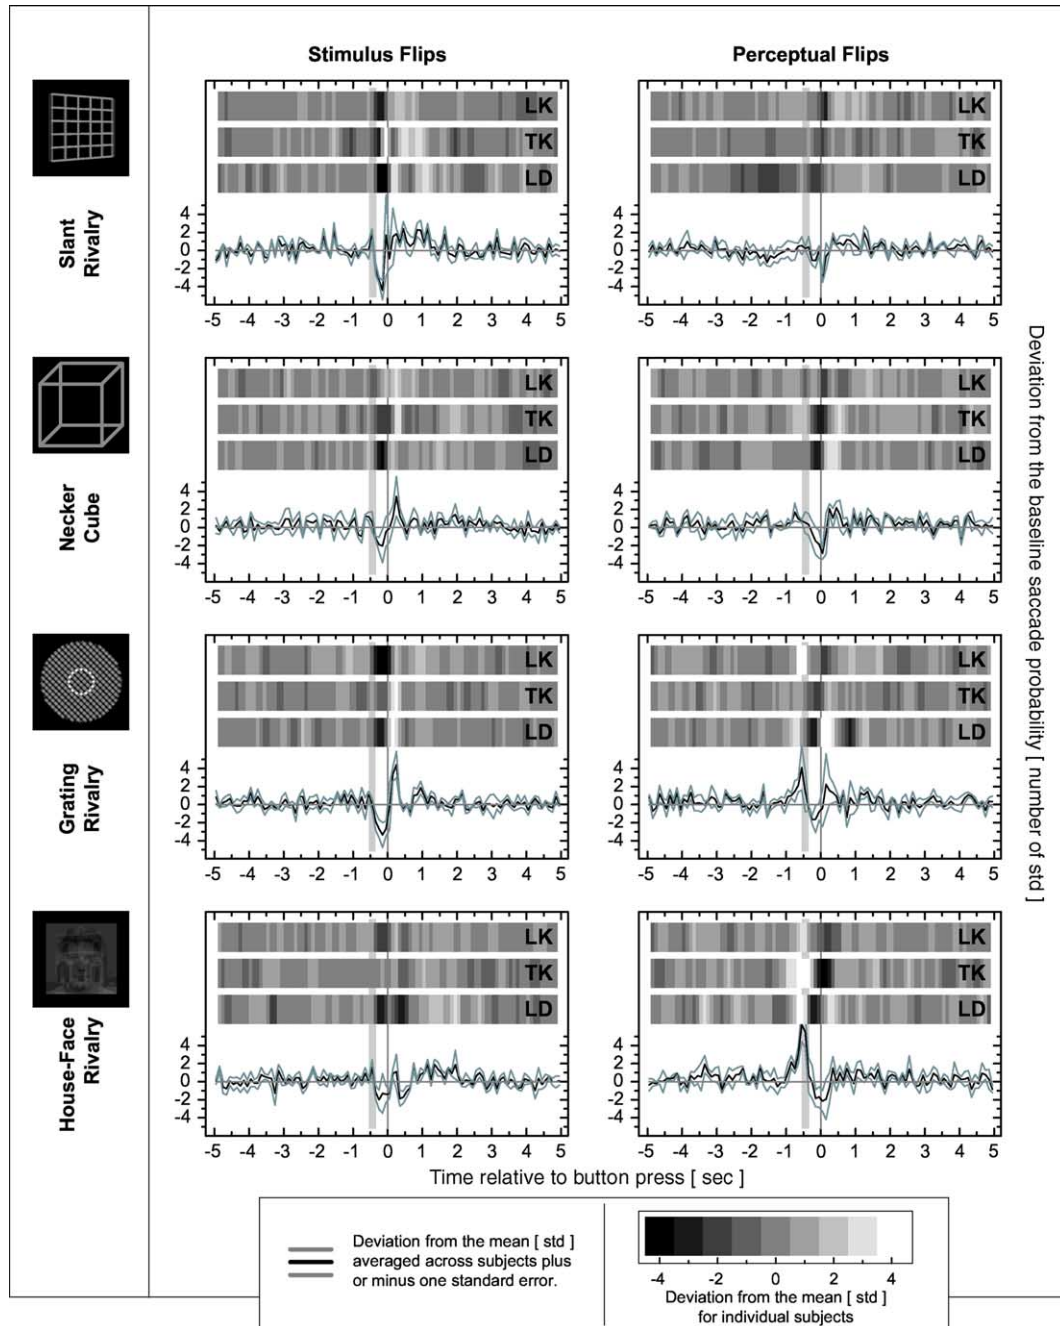 Stimulus Flips
Perceptual Flips
Slant
Rivalry
LK
TK
LD
4
2
0
-2
-4
-5 -4 -3 -2 -1 0 1 2 3 4 5
LK
TK
LD
4
2
0
-2
-4
-5 -4 -3 -2 -1 0 1 2 3 4 5
Necker
Cube
LK
TK
LD
4
2
0
-2
-4
-5 -4 -3 -2 -1 0 1 2 3 4 5
LK
TK
LD
4
2
0
-2
-4
-5 -4 -3 -2 -1 0 1 2 3 4 5
Grating
Rivalry
LK
TK
LD
4
2
0
-2
-4
-5 -4 -3 -2 -1 0 1 2 3 4 5
LK
TK
LD
4
2
0
-2
-4
-5 -4 -3 -2 -1 0 1 2 3 4 5
House-Face
Rivalry
LK
TK
LD
4
2
0
-2
-4
-5 -4 -3 -2 -1 0 1 2 3 4 5
LK
TK
LD
4
2
0
-2
-4
-5 -4 -3 -2 -1 0 1 2 3 4 5
Deviation from the baseline saccade probability [ number of std ]
Time relative to button press [ sec ]
Deviation from the mean [ std ]
averaged across subjects plus
or minus one standard error.
-4 -2 0 2 4
Deviation from the mean [ std ]
for individual subjects